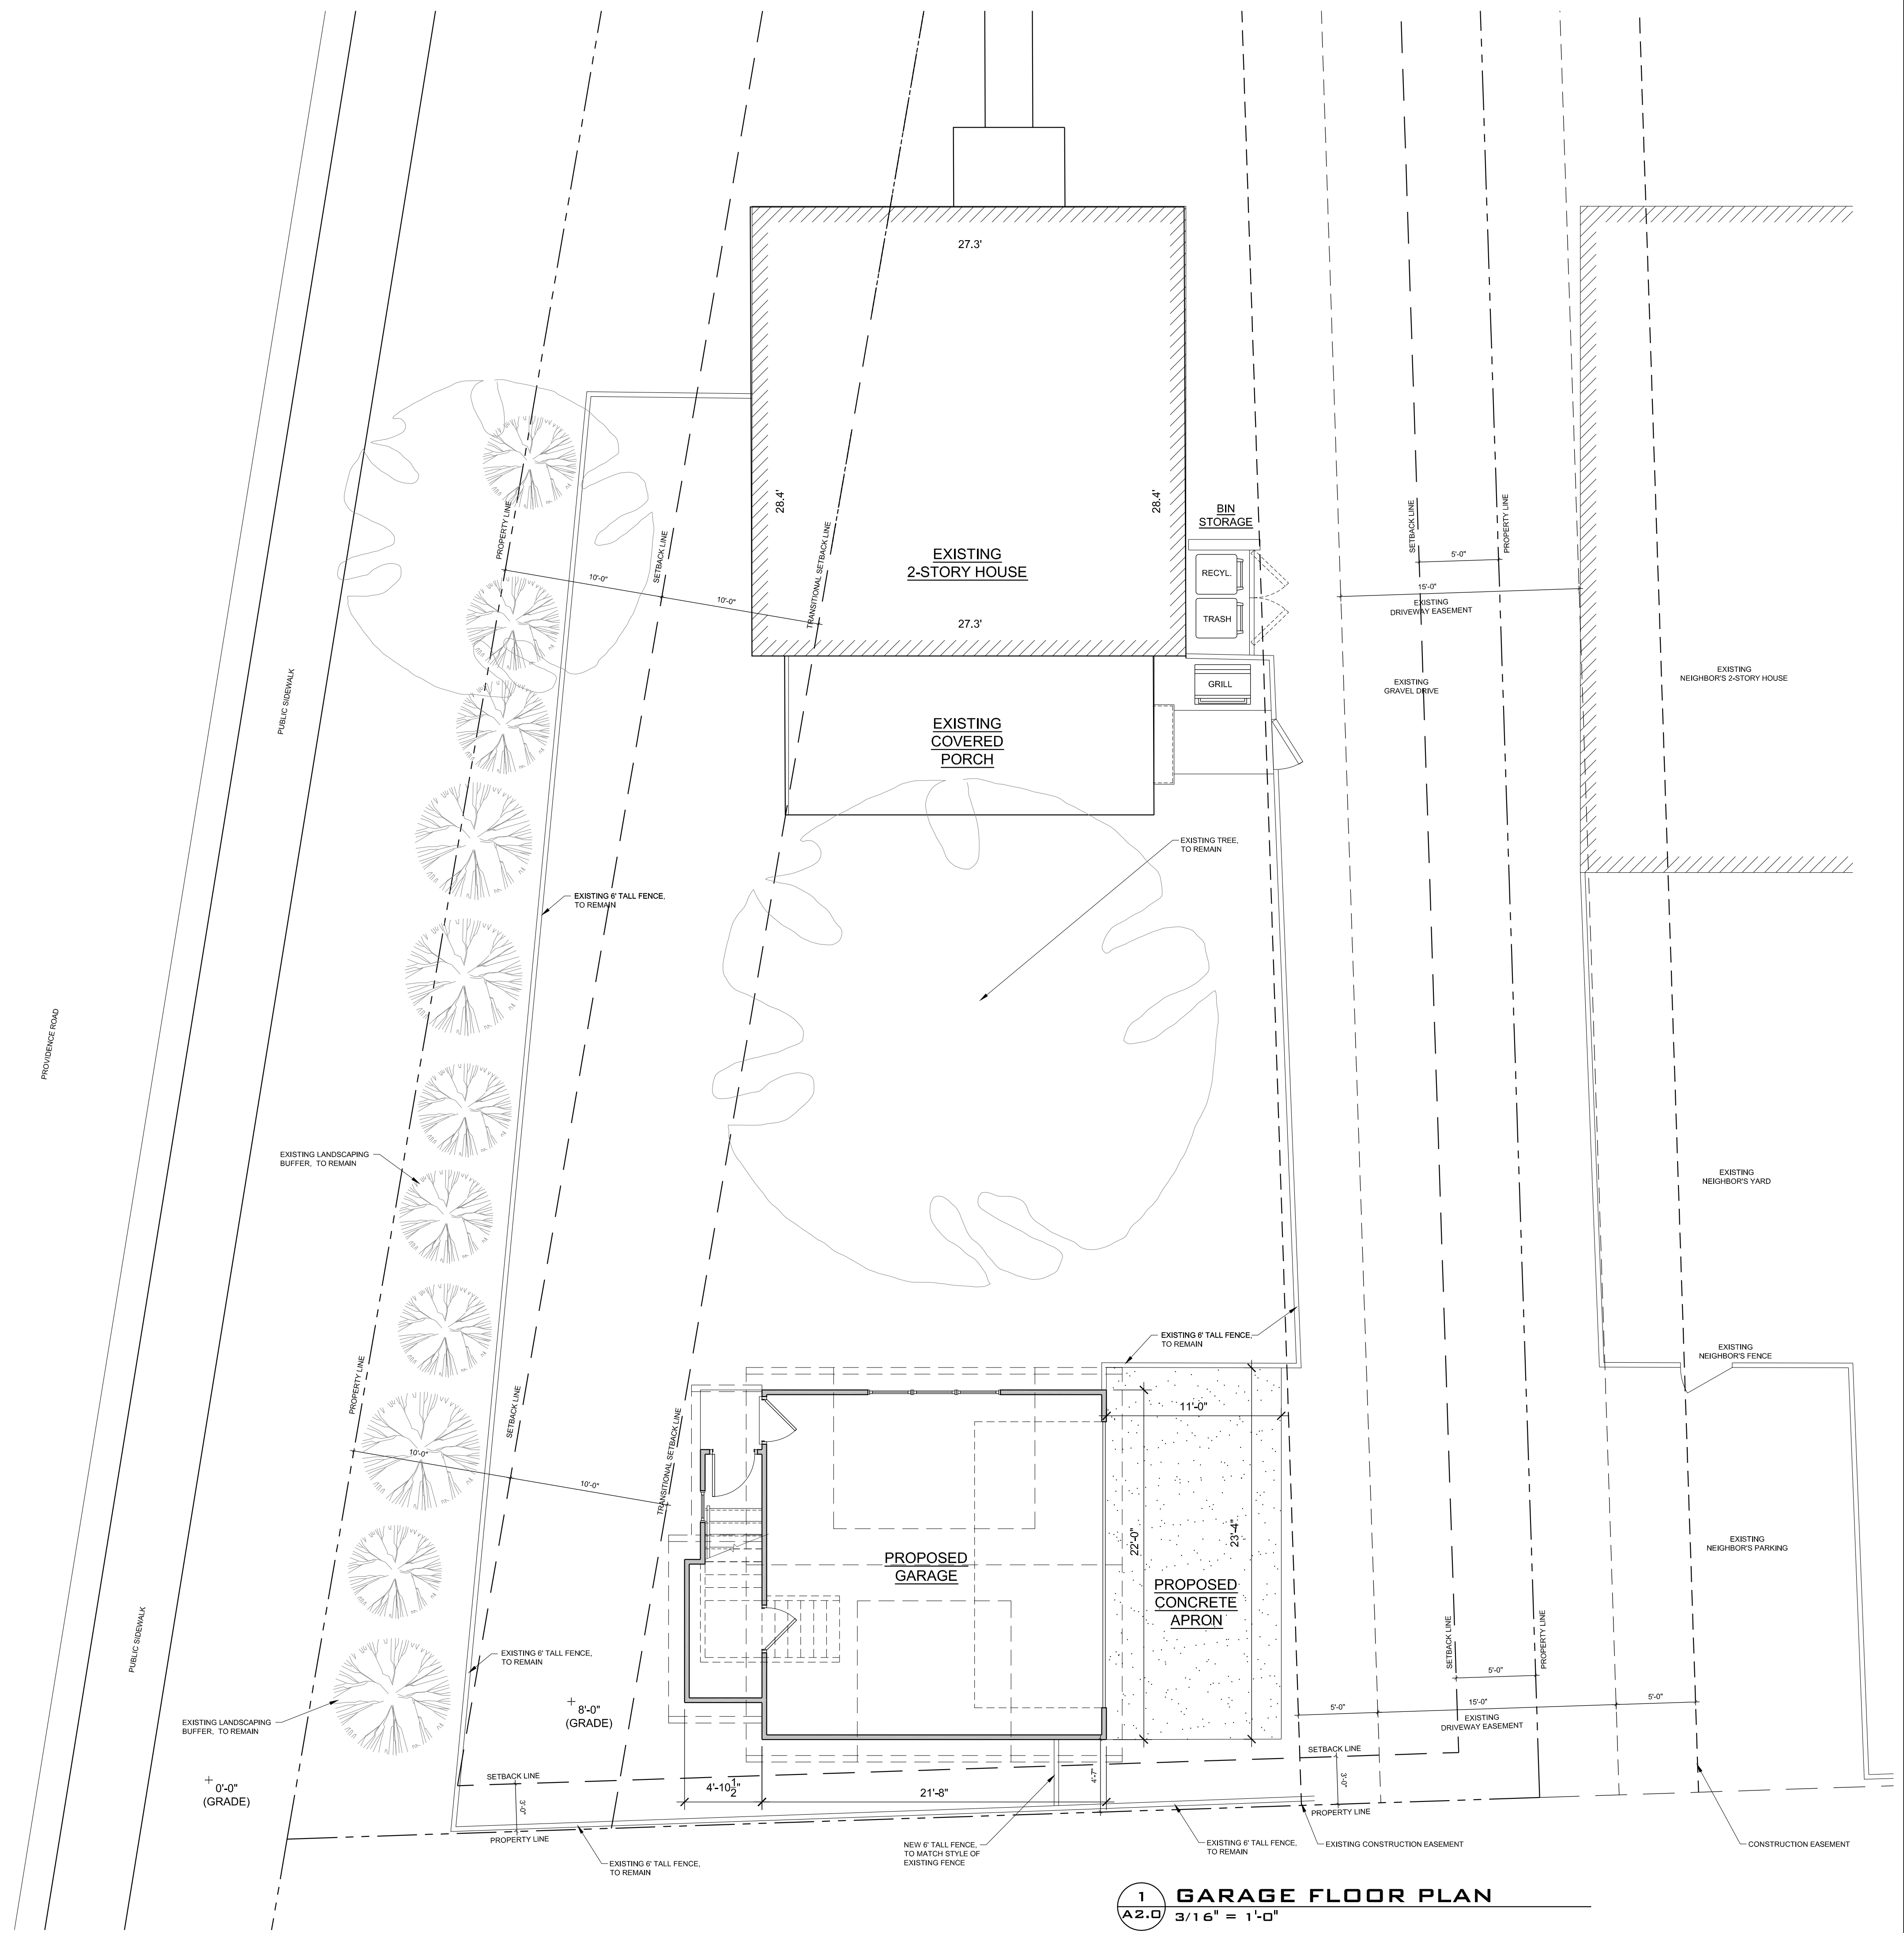 27.3'
28.4'
28.4'
EXISTING
2-STORY HOUSE
27.3'
BIN
STORAGE
RECYL.
TRASH
GRILL
EXISTING
COVERED
PORCH
PROPERTY LINE
SETBACK LINE
TRANSITIONAL SETBACK LINE
10'-0"
10'-0"
SETBACK LINE
PROPERTY LINE
5'-0"
15'-0"
EXISTING
DRIVEWAY EASEMENT
EXISTING
GRAVEL DRIVE
EXISTING
NEIGHBOR'S 2-STORY HOUSE
PUBLIC SIDEWALK
PROVIDENCE ROAD
EXISTING TREE,
TO REMAIN
EXISTING 6' TALL FENCE,
TO REMAIN
EXISTING LANDSCAPING
BUFFER, TO REMAIN
EXISTING
NEIGHBOR'S YARD
EXISTING 6' TALL FENCE,
TO REMAIN
EXISTING
NEIGHBOR'S FENCE
PROPERTY LINE
SETBACK LINE
TRANSITIONAL SETBACK LINE
10'-0"
10'-0"
11'-0"
22'-0"
23'-4"
PROPOSED
GARAGE
PROPOSED
CONCRETE
APRON
EXISTING
NEIGHBOR'S PARKING
PUBLIC SIDEWALK
EXISTING 6' TALL FENCE,
TO REMAIN
8'-0"
(GRADE)
EXISTING LANDSCAPING
BUFFER, TO REMAIN
0'-0"
(GRADE)
SETBACK LINE
PROPERTY LINE
5'-0"
5'-0"
15'-0"
5'-0"
EXISTING
DRIVEWAY EASEMENT
SETBACK LINE
3'-0"
PROPERTY LINE
SETBACK LINE
3'-0"
PROPERTY LINE
4'-10 1/2"
21'-8"
4'-7"
EXISTING 6' TALL FENCE,
TO REMAIN
NEW 6' TALL FENCE,
TO MATCH STYLE OF
EXISTING FENCE
EXISTING 6' TALL FENCE,
TO REMAIN
EXISTING CONSTRUCTION EASEMENT
CONSTRUCTION EASEMENT
1
A2.0
GARAGE FLOOR PLAN
3/16" = 1'-0"